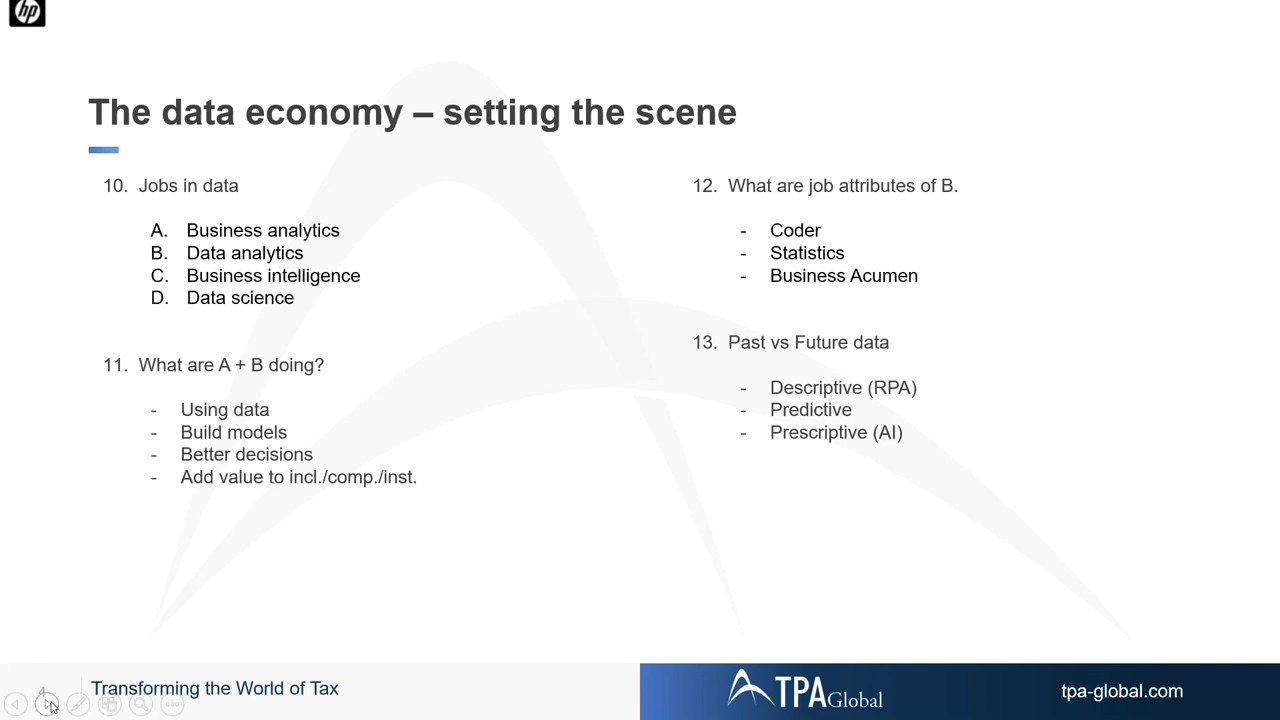 hp
The data economy – setting the scene
10. Jobs in data
A. Business analytics
B. Data analytics
C. Business intelligence
D. Data science
11. What are A + B doing?
- Using data
- Build models
- Better decisions
- Add value to incl./comp./inst.
12. What are job attributes of B.
- Coder
- Statistics
- Business Acumen
13. Past vs Future data
- Descriptive (RPA)
- Predictive
- Prescriptive (AI)
4
Transforming the World of Tax
TPA Global
tpa-global.com